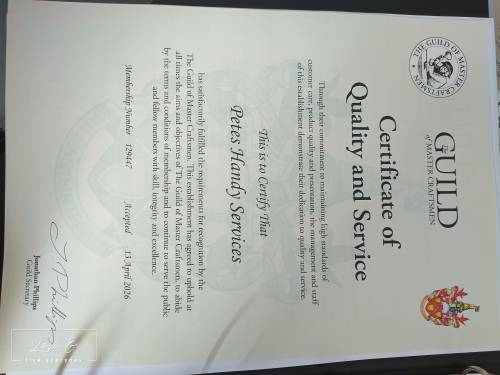 THE GUILD OF MASTER CRAFTSMEN
The
GUILD
of MASTER CRAFTSMEN
Certificate of
Quality and Service
Through their commitment to maintaining high standards of
customer care, product quality and presentation, the management and staff
of this establishment demonstrate their dedication to quality and service.
This is to Certify That
Petes Handy Services
has satisfactorily fulfilled the requirements for recognition by the
The Guild of Master Craftsmen. This establishment has agreed to uphold at
all times the aims and objectives of The Guild of Master Craftsmen, to abide
by the terms and conditions of membership and to continue to serve the public
and fellow members with skill, integrity and excellence.
Membership Number 129447 Accepted 13 April 2026
J Phillips
Jonathan Phillips
Guild Secretary